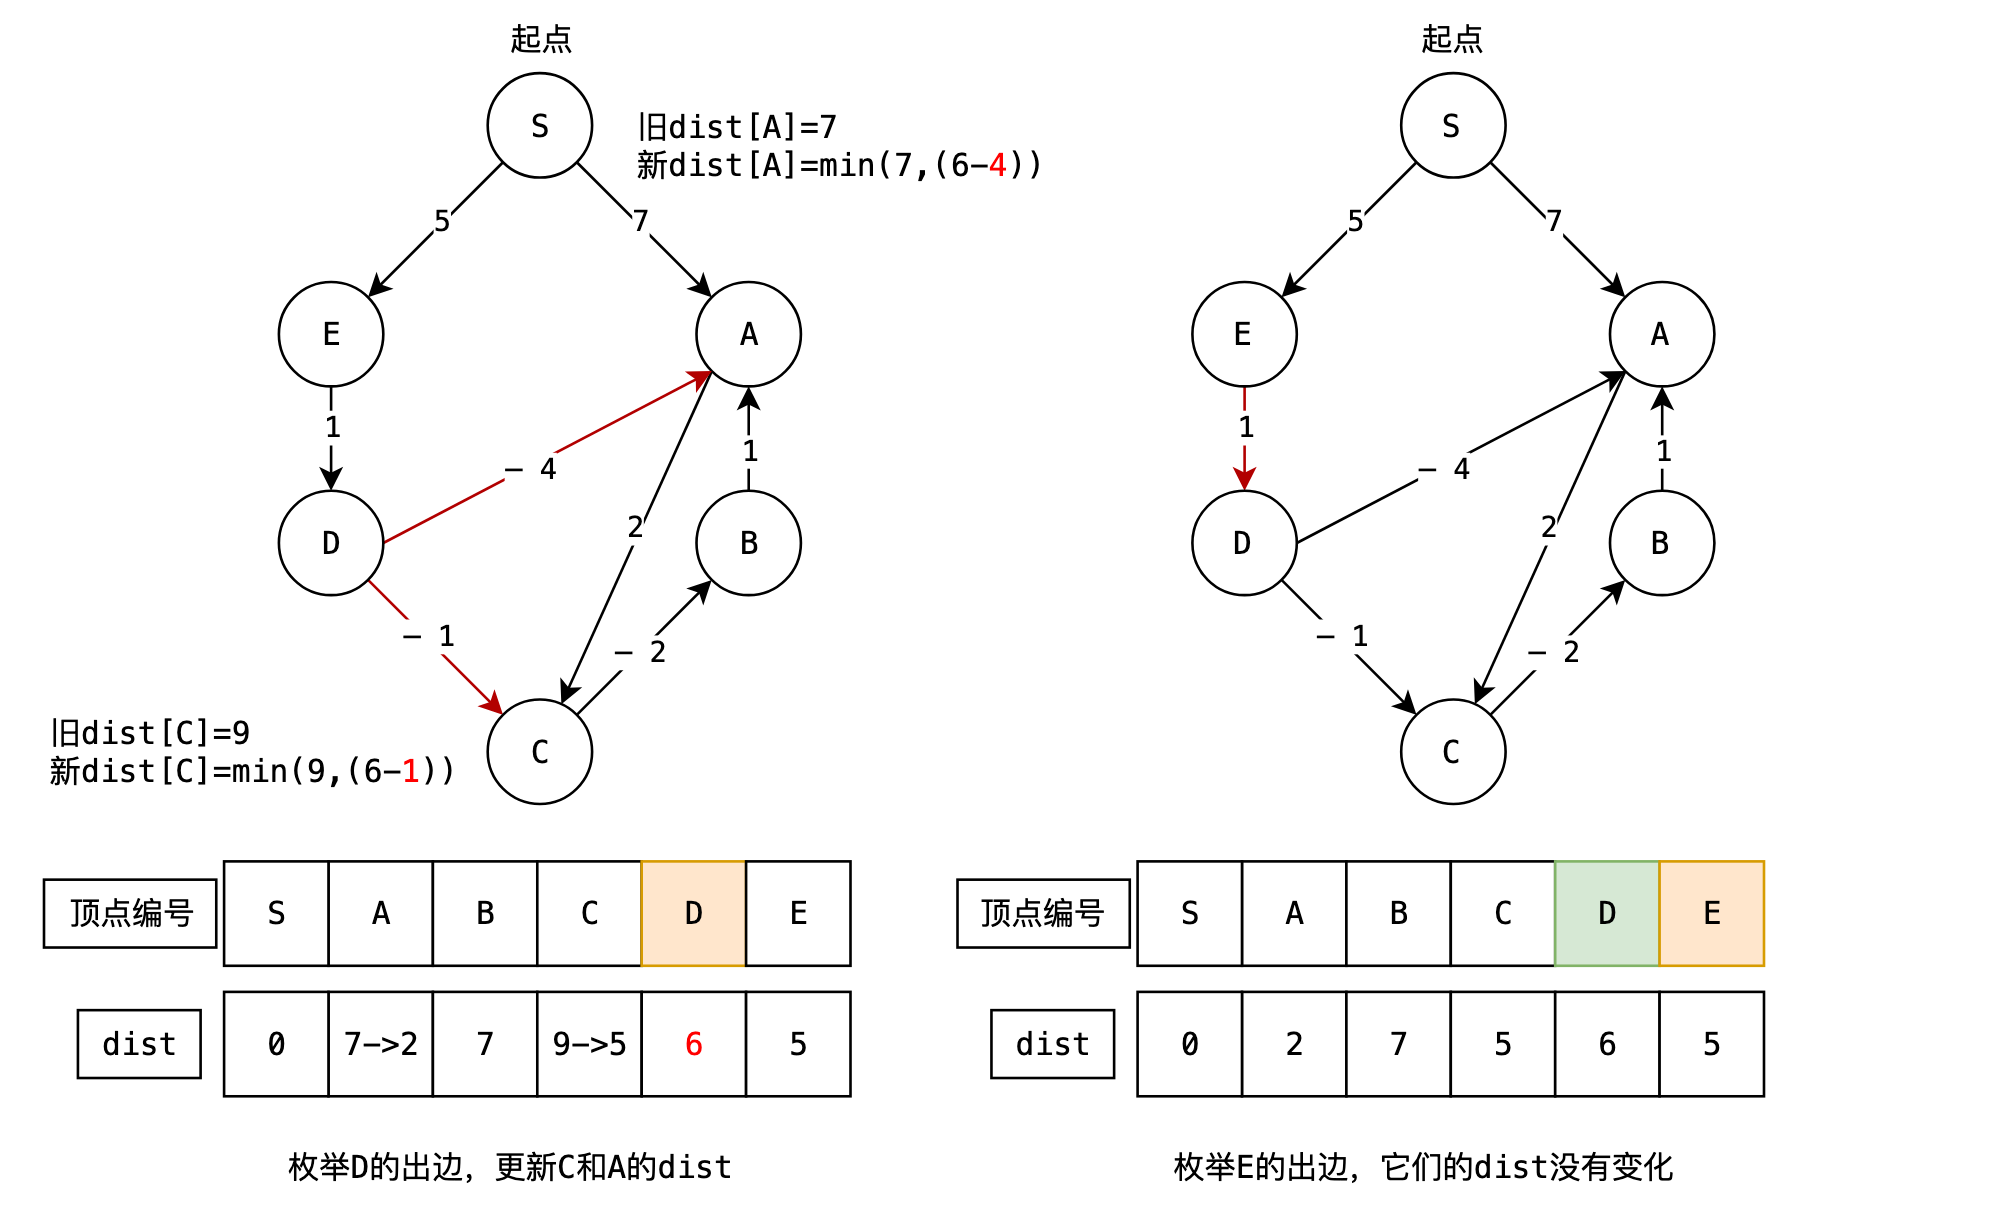 起点
S
旧dist[A]=7
新dist[A]=min(7,(6-4))
5
7
E
A
1
- 4
1
D
2
B
- 1
- 2
旧dist[C]=9
新dist[C]=min(9,(6-1))
C
顶点编号 S A B C D E
dist 0 7->2 7 9->5 6 5
枚举D的出边，更新C和A的dist
起点
S
5
7
E
A
1
- 4
1
D
2
B
- 1
- 2
C
顶点编号 S A B C D E
dist 0 2 7 5 6 5
枚举E的出边，它们的dist没有变化